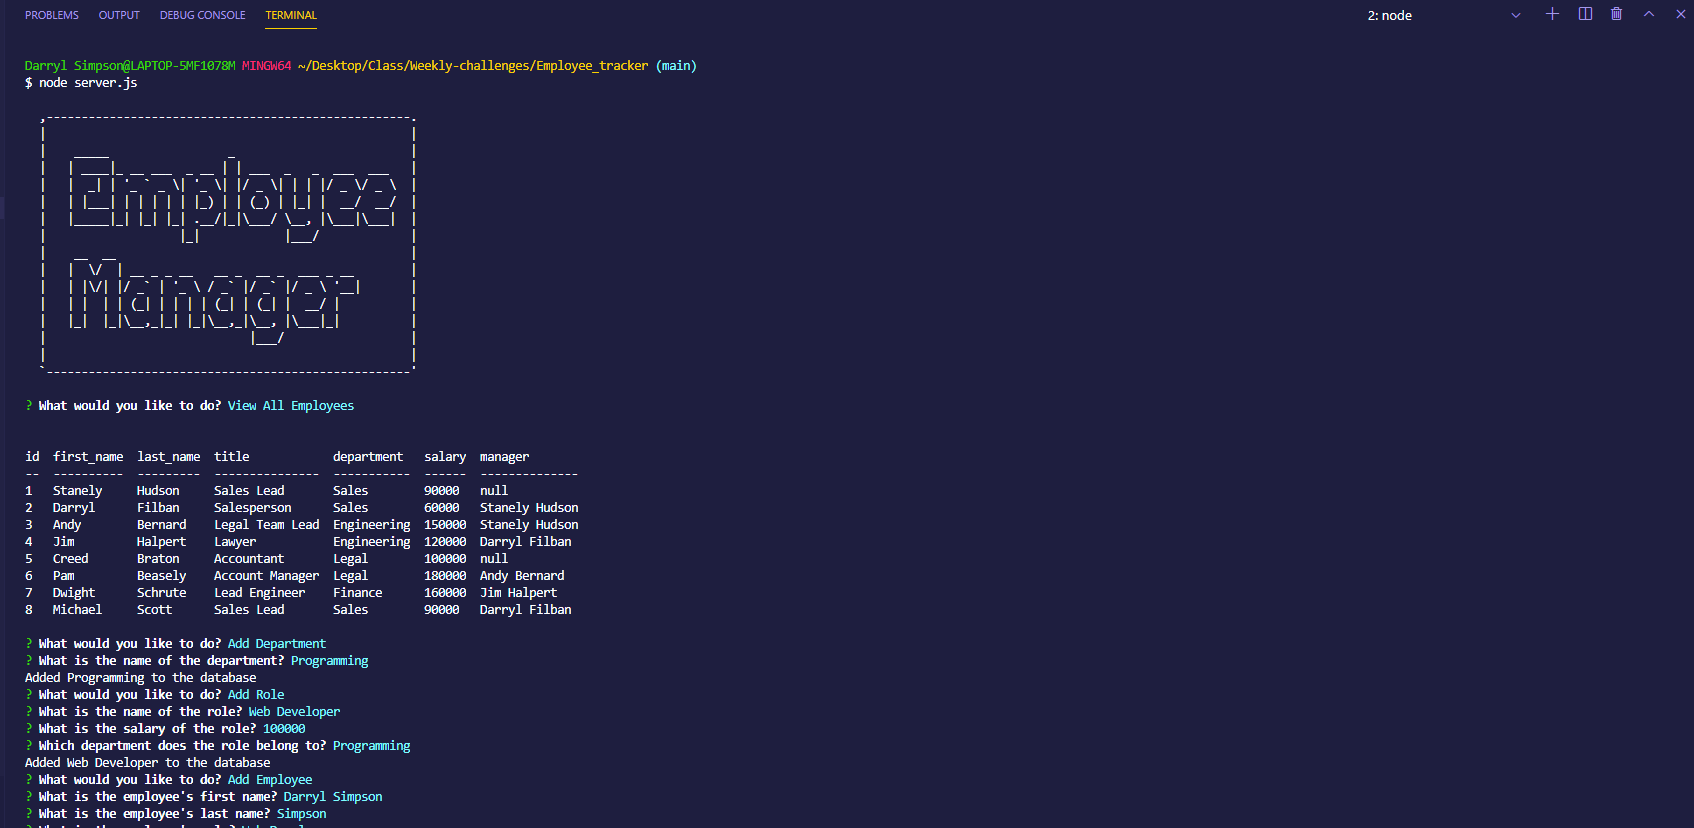 PROBLEMS OUTPUT DEBUG CONSOLE TERMINAL 2: node
Darryl Simpson@LAPTOP-5MF1078M MINGW64 ~/Desktop/Class/Weekly-challenges/Employee_tracker (main)
$ node server.js
Employee
Manager
? What would you like to do? View All Employees
id first_name last_name title department salary manager
-- ---------- --------- --------------- ----------- ------ --------------
1 Stanely Hudson Sales Lead Sales 90000 null
2 Darryl Filban Salesperson Sales 60000 Stanely Hudson
3 Andy Bernard Legal Team Lead Engineering 150000 Stanely Hudson
4 Jim Halpert Lawyer Engineering 120000 Darryl Filban
5 Creed Braton Accountant Legal 100000 null
6 Pam Beasely Account Manager Legal 180000 Andy Bernard
7 Dwight Schrute Lead Engineer Finance 160000 Jim Halpert
8 Michael Scott Sales Lead Sales 90000 Darryl Filban
? What would you like to do? Add Department
? What is the name of the department? Programming
Added Programming to the database
? What would you like to do? Add Role
? What is the name of the role? Web Developer
? What is the salary of the role? 100000
? Which department does the role belong to? Programming
Added Web Developer to the database
? What would you like to do? Add Employee
? What is the employee's first name? Darryl Simpson
? What is the employee's last name? Simpson